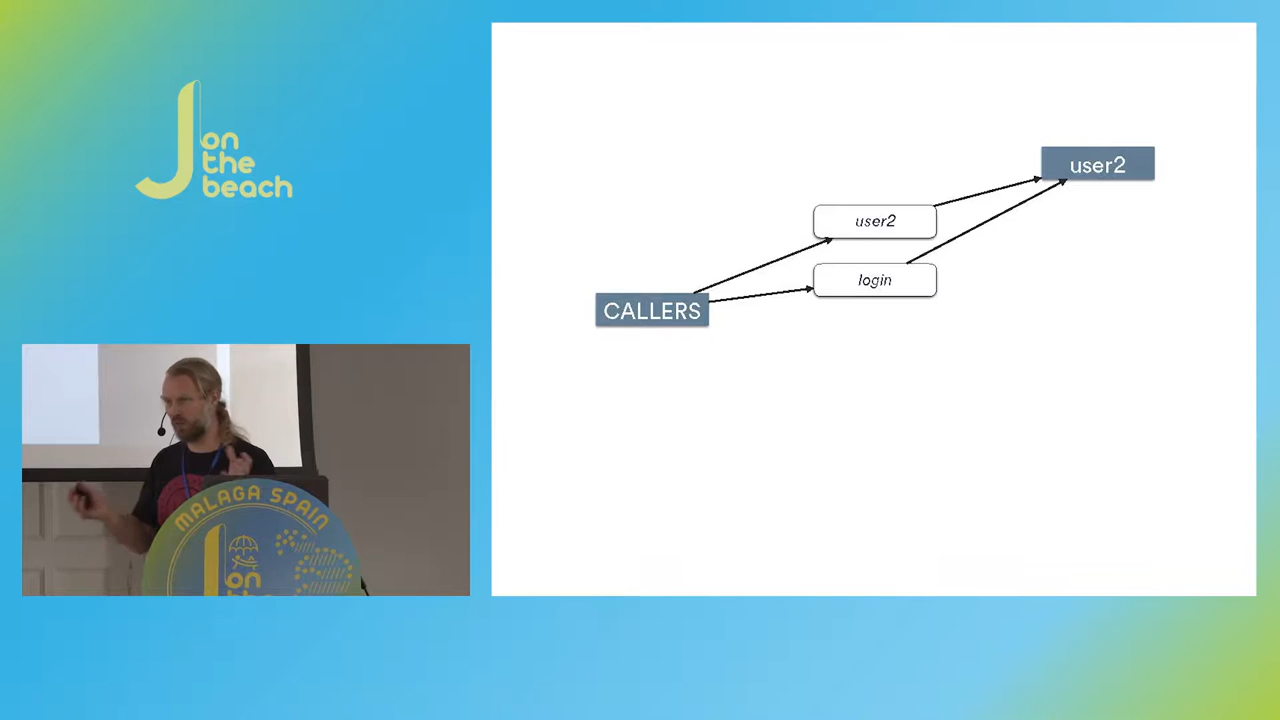 J on
the
beach
user2
user2
login
CALLERS
MALAGA SPAIN
J on